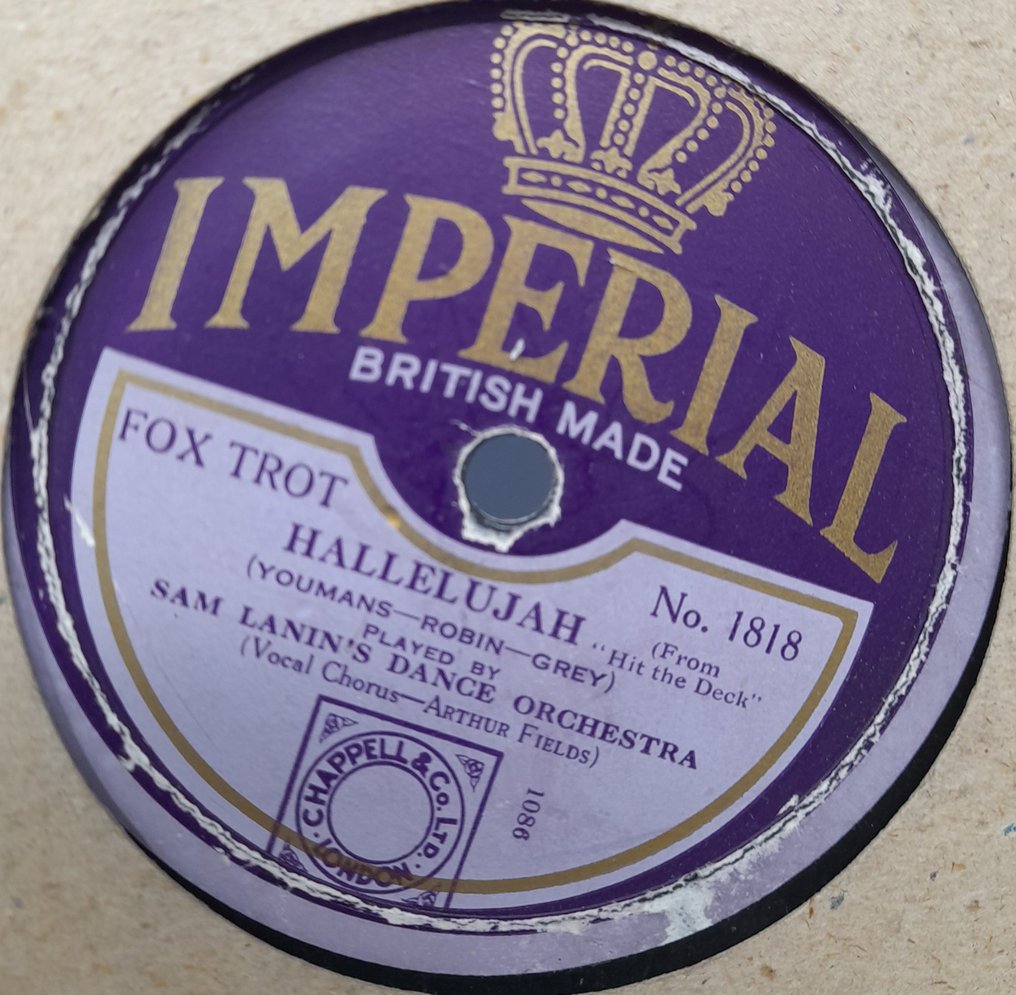 IMPERIAL
BRITISH MADE
FOX TROT
No. 1818
HALLELUJAH
(From
"Hit the Deck"
(YOUMANS—ROBIN—GREY)
PLAYED BY
SAM LANIN'S DANCE ORCHESTRA
(Vocal Chorus—ARTHUR FIELDS)
1086
CHAPPELL & Co. LTD.
LONDON